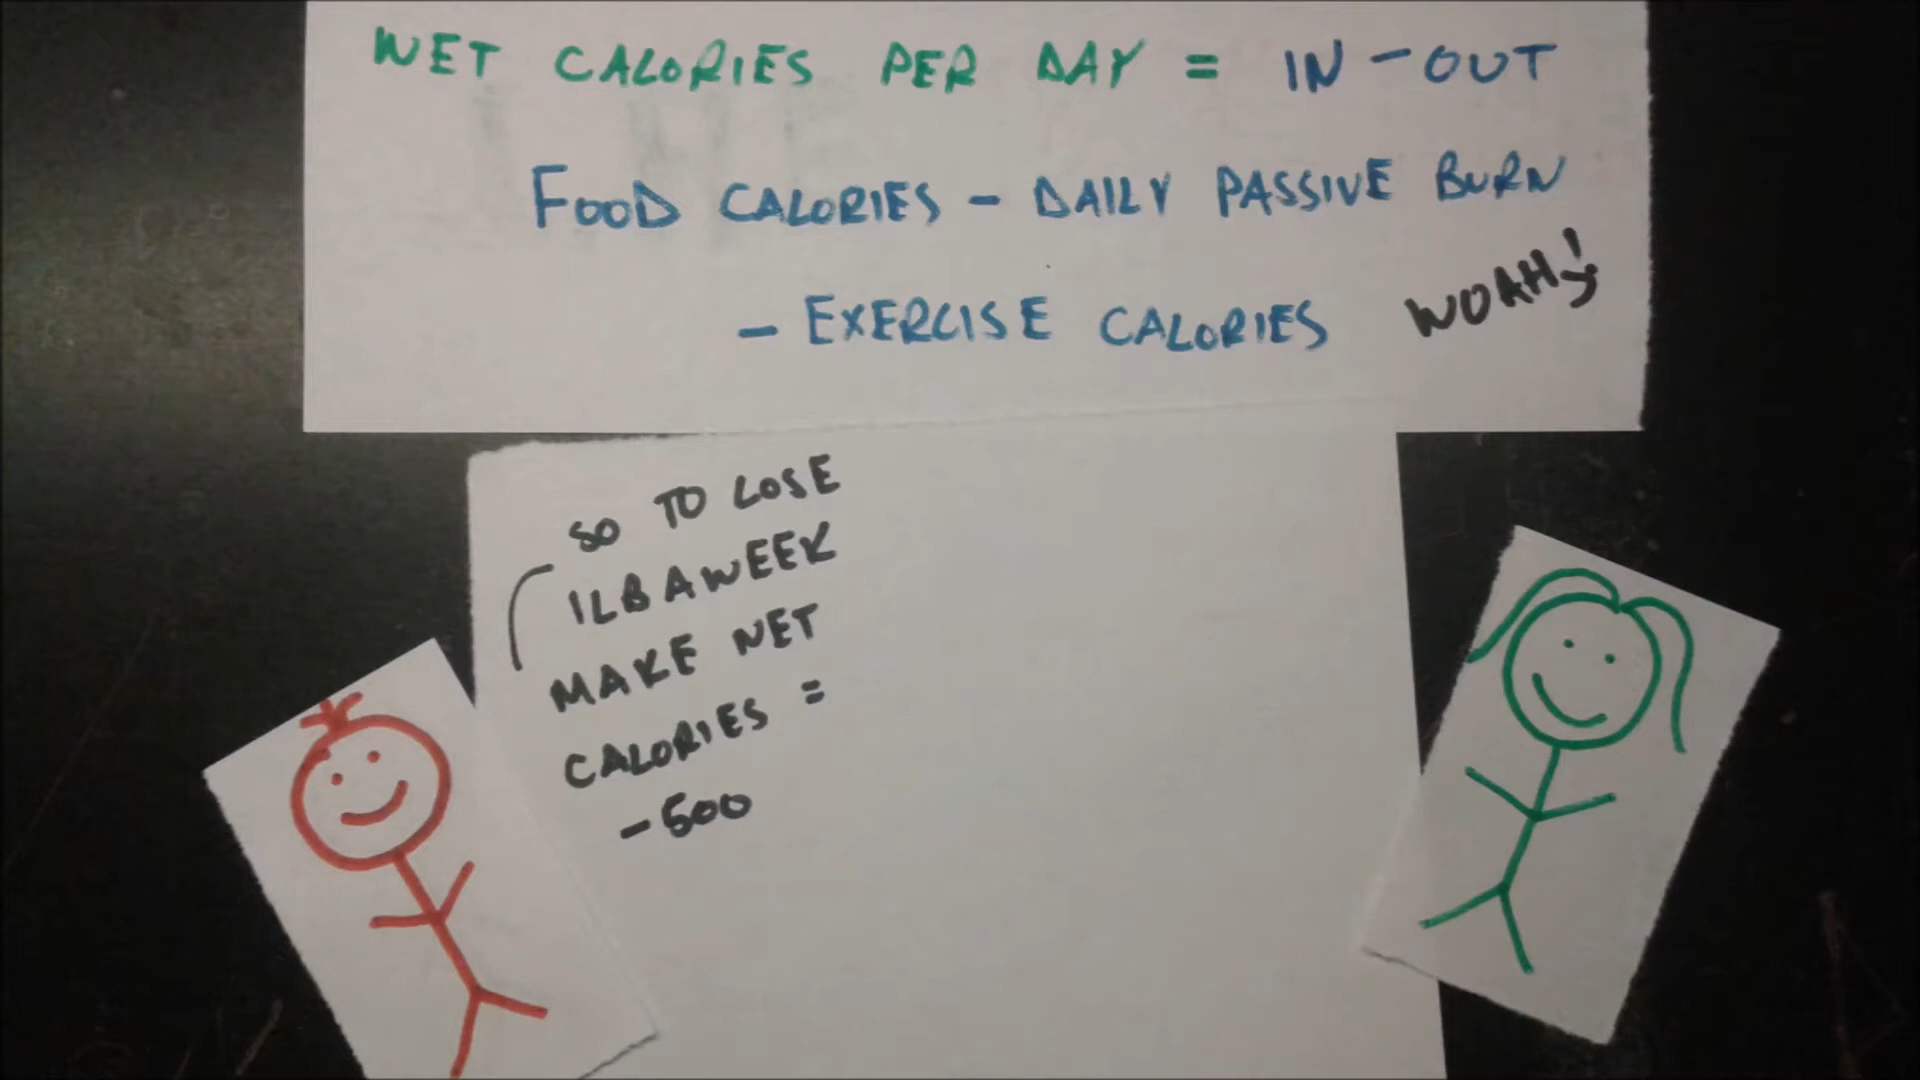 NET CALORIES PER DAY = IN - OUT
FOOD CALORIES - DAILY PASSIVE BURN
- EXERCISE CALORIES WOAH!
SO TO LOSE
1LB A WEEK
MAKE NET
CALORIES =
-500